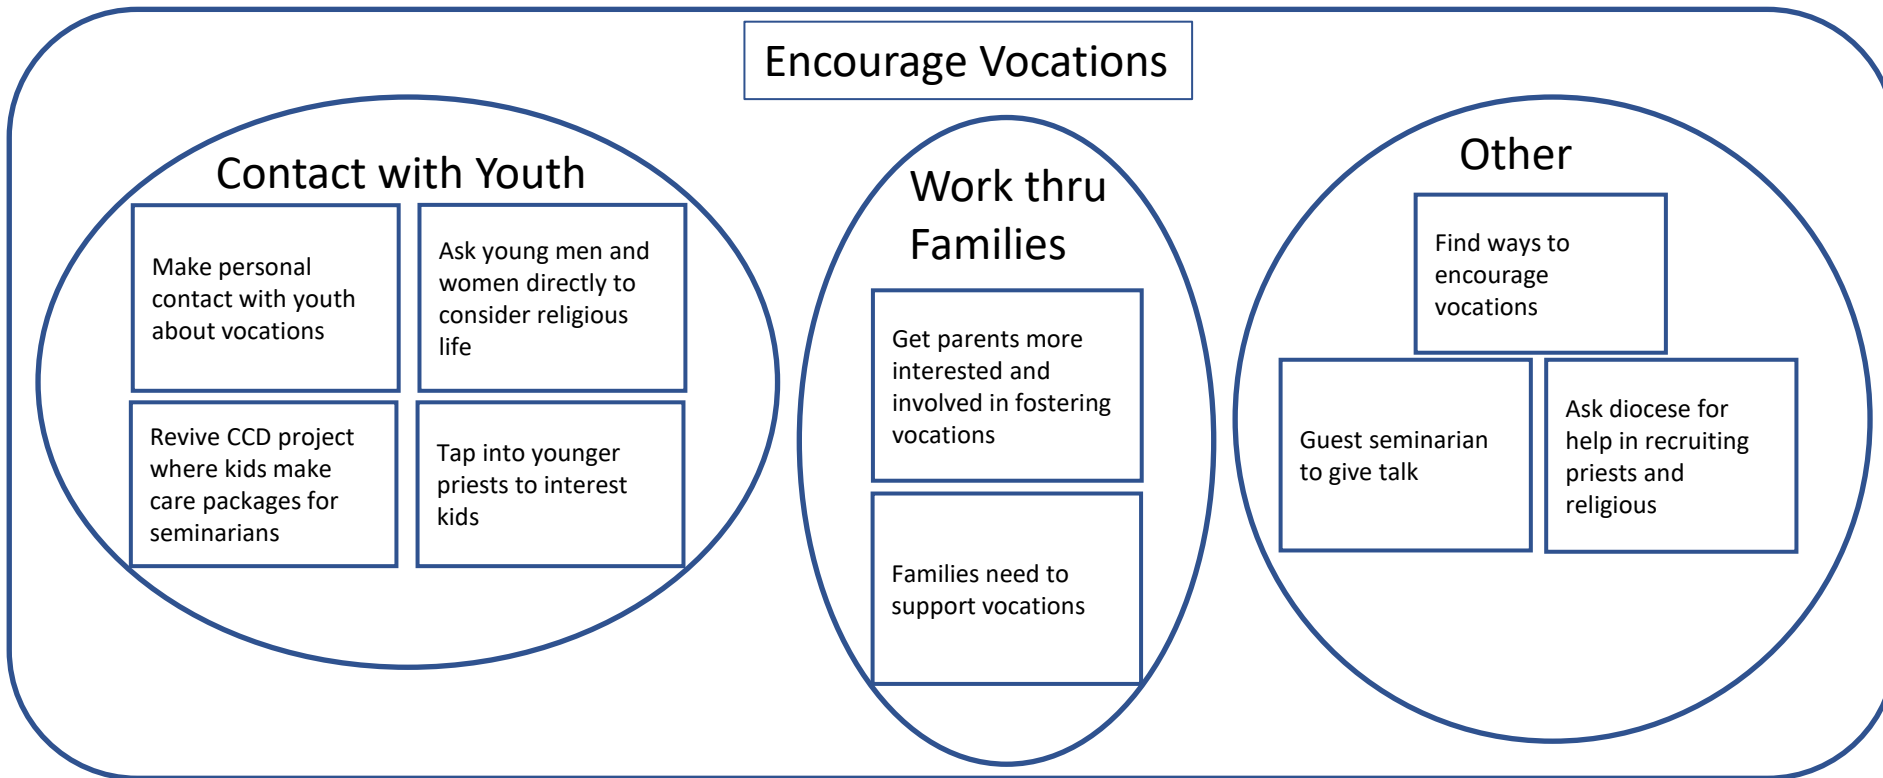 Encourage Vocations
Contact with Youth
Make personal
contact with youth
about vocations
Ask young men and
women directly to
consider religious
life
Revive CCD project
where kids make
care packages for
seminarians
Tap into younger
priests to interest
kids
Work thru
Families
Get parents more
interested and
involved in fostering
vocations
Families need to
support vocations
Other
Find ways to
encourage
vocations
Guest seminarian
to give talk
Ask diocese for
help in recruiting
priests and
religious